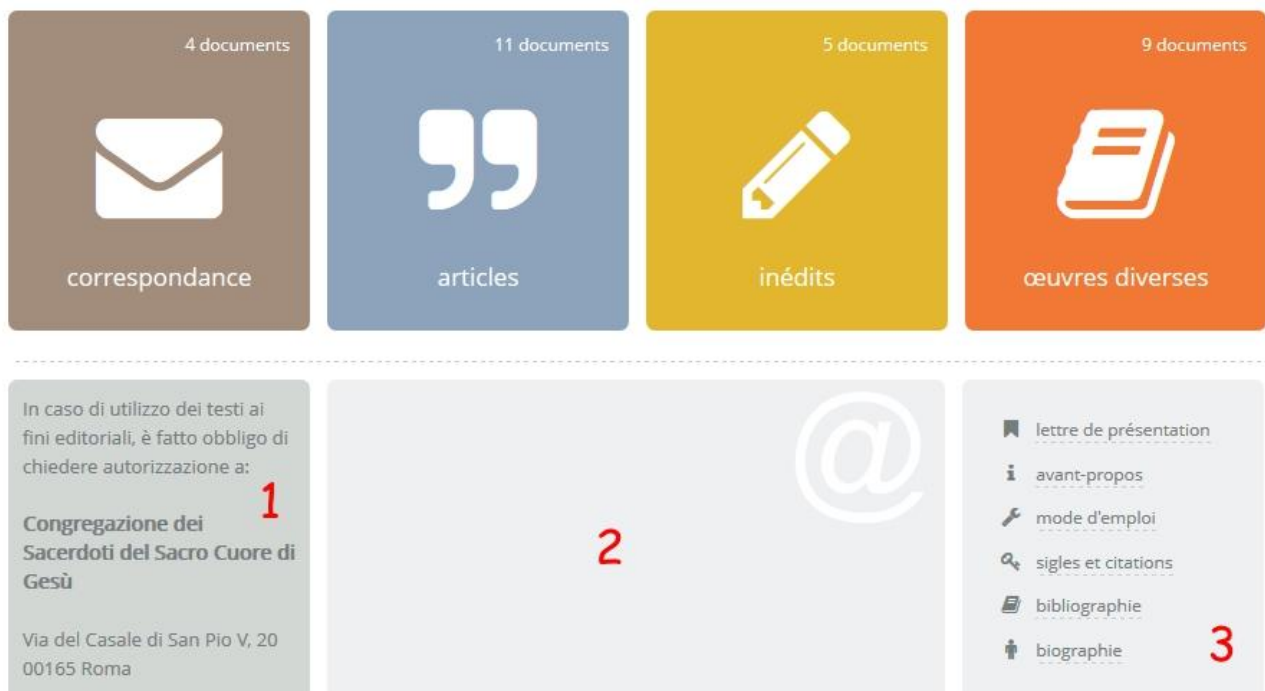 4 documents
correspondance
11 documents
articles
5 documents
inédits
9 documents
œuvres diverses
In caso di utilizzo dei testi ai
fini editoriali, è fatto obbligo di
chiedere autorizzazione a:
1
Congregazione dei
Sacerdoti del Sacro Cuore di
Gesù
Via del Casale di San Pio V, 20
00165 Roma
@
2
lettre de présentation
avant-propos
mode d'emploi
sigles et citations
bibliographie
biographie
3